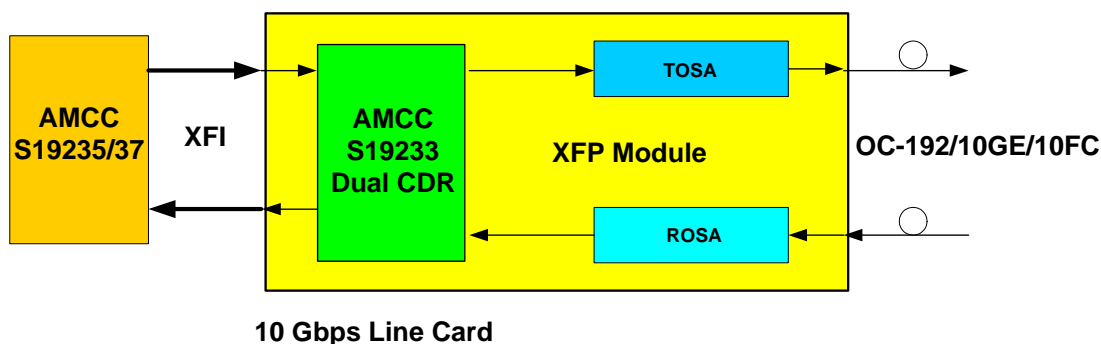 AMCC
S19235/37
XFI
AMCC
S19233
Dual CDR
TOSA
XFP Module
ROSA
OC-192/10GE/10FC
10 Gbps Line Card